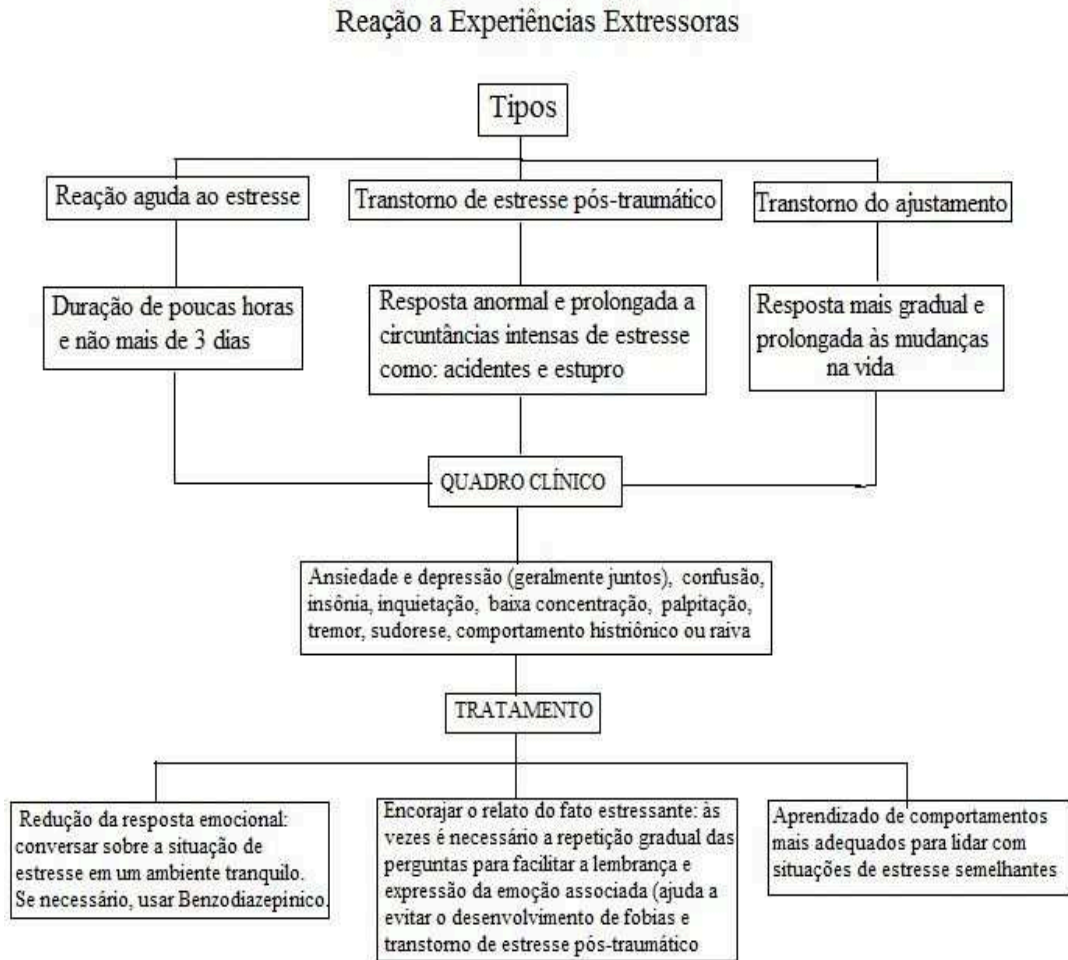 Reação a Experiências Extressoras
Tipos
Reação aguda ao estresse
Transtorno de estresse pós-traumático
Transtorno do ajustamento
Duração de poucas horas
e não mais de 3 dias
Resposta anormal e prolongada a
circuntâncias intensas de estresse
como: acidentes e estupro
Resposta mais gradual e
prolongada às mudanças
na vida
QUADRO CLÍNICO
Ansiedade e depressão (geralmente juntos), confusão,
insônia, inquietação, baixa concentração, palpitação,
tremor, sudorese, comportamento histriônico ou raiva
TRATAMENTO
Redução da resposta emocional:
conversar sobre a situação de
estresse em um ambiente tranquilo.
Se necessário, usar Benzodiazepínico.
Encorajar o relato do fato estressante: às
vezes é necessário a repetição gradual das
perguntas para facilitar a lembrança e
expressão da emoção associada (ajuda a
evitar o desenvolvimento de fobias e
transtorno de estresse pós-traumático
Aprendizado de comportamentos
mais adequados para lidar com
situações de estresse semelhantes